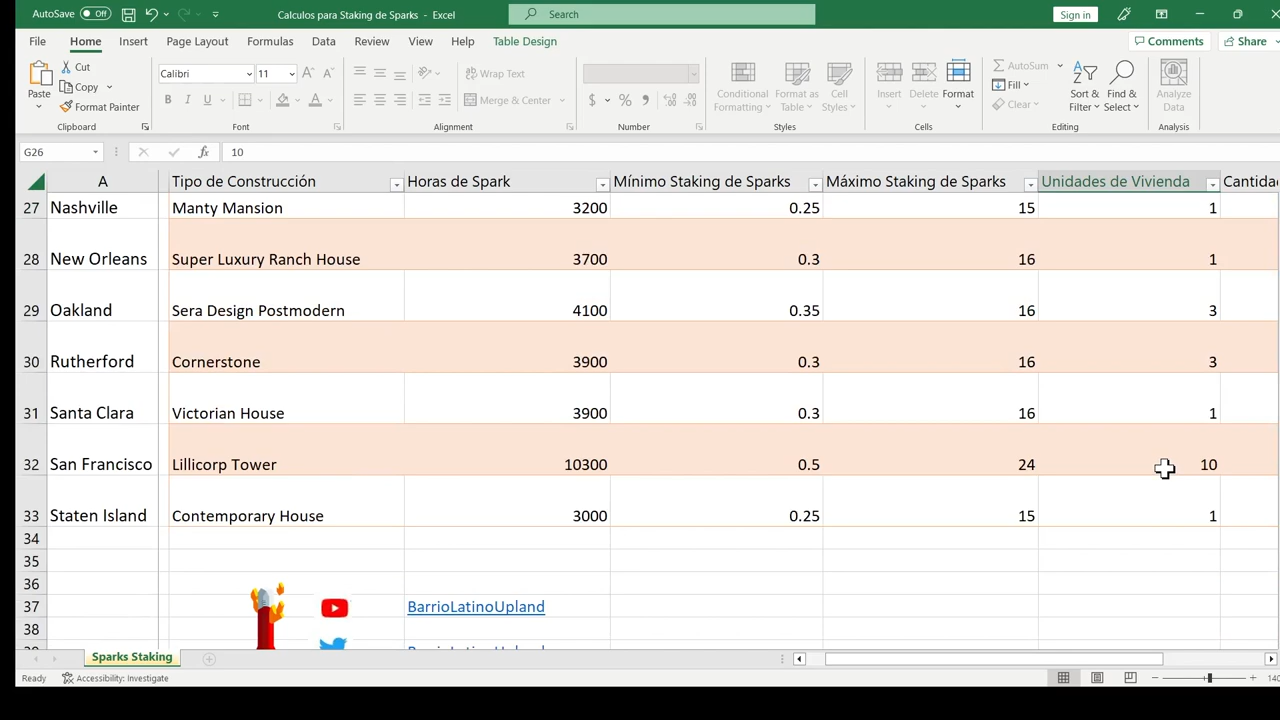 AutoSave Off Calculos para Staking de Sparks - Excel Search Sign in
File Home Insert Page Layout Formulas Data Review View Help Table Design Comments Share
Paste Cut Copy Format Painter
Calibri 11
Wrap Text
Merge & Center
Conditional Formatting Format as Table Cell Styles
Insert Delete Format
AutoSum Fill Clear
Sort & Filter Find & Select
Analyze Data
Clipboard Font Alignment Number Styles Cells Editing Analysis
G26 fx 10
A Tipo de Construcción Horas de Spark Mínimo Staking de Sparks Máximo Staking de Sparks Unidades de Vivienda
27 Nashville Manty Mansion 3200 0.25 15 1
28 New Orleans Super Luxury Ranch House 3700 0.3 16 1
29 Oakland Sera Design Postmodern 4100 0.35 16 3
30 Rutherford Cornerstone 3900 0.3 16 3
31 Santa Clara Victorian House 3900 0.3 16 1
32 San Francisco Lillicorp Tower 10300 0.5 24 10
33 Staten Island Contemporary House 3000 0.25 15 1
34
35
36
37 BarrioLatinoUpland
38
Sparks Staking
Ready Accessibility: Investigate